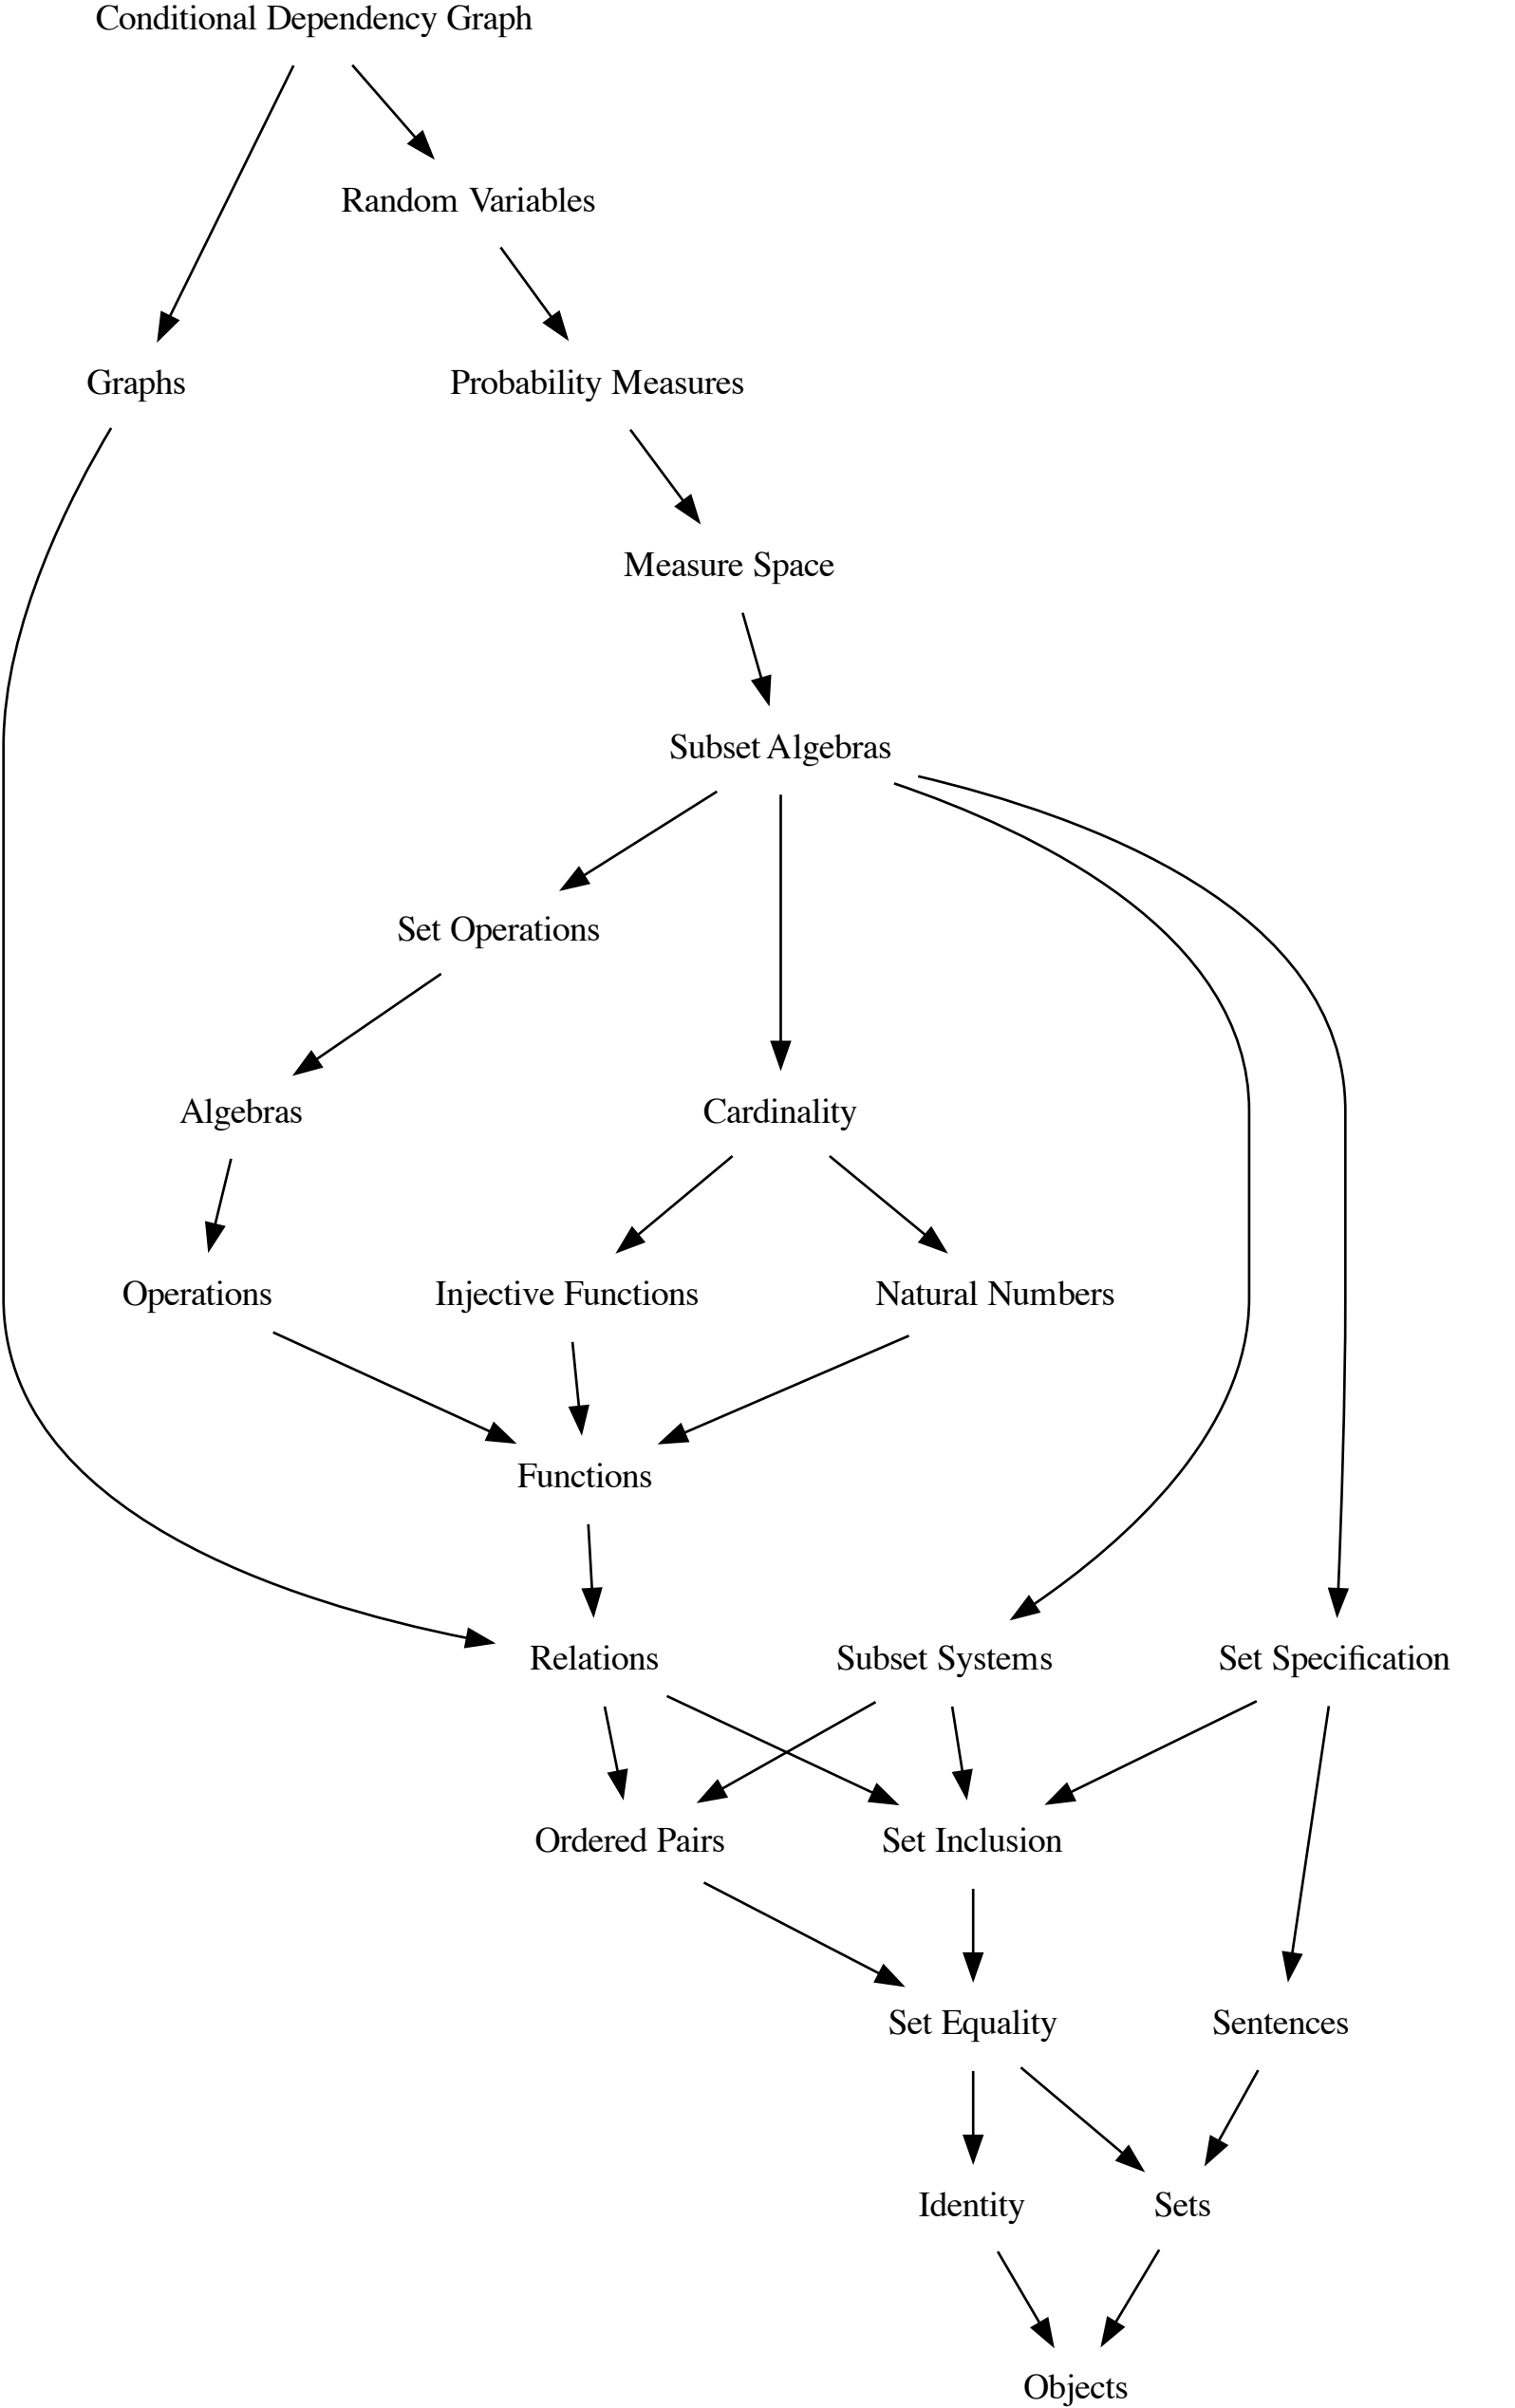 Conditional Dependency Graph
Random Variables
Graphs
Probability Measures
Measure Space
Subset Algebras
Set Operations
Algebras
Cardinality
Operations
Injective Functions
Natural Numbers
Functions
Relations
Subset Systems
Set Specification
Ordered Pairs
Set Inclusion
Set Equality
Sentences
Identity
Sets
Objects